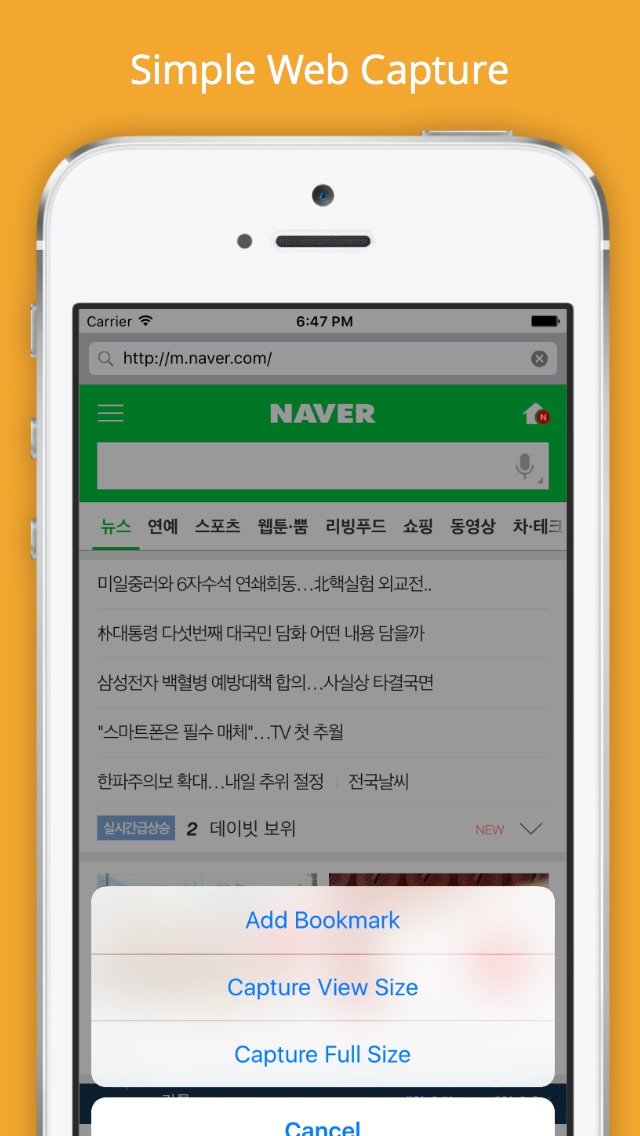 Simple Web Capture
Carrier 6:47 PM
http://m.naver.com/
NAVER
N
뉴스 연예 스포츠 웹툰·뿜 리빙푸드 쇼핑 동영상 차·테크
미일중러와 6자수석 연쇄회동…北핵실험 외교전..
朴대통령 다섯번째 대국민 담화 어떤 내용 담을까
삼성전자 백혈병 예방대책 합의…사실상 타결국면
"스마트폰은 필수 매체"…TV 첫 추월
한파주의보 확대…내일 추위 절정 | 전국날씨
실시간급상승 2 데이빗 보위 NEW
Add Bookmark
Capture View Size
Capture Full Size
Cancel